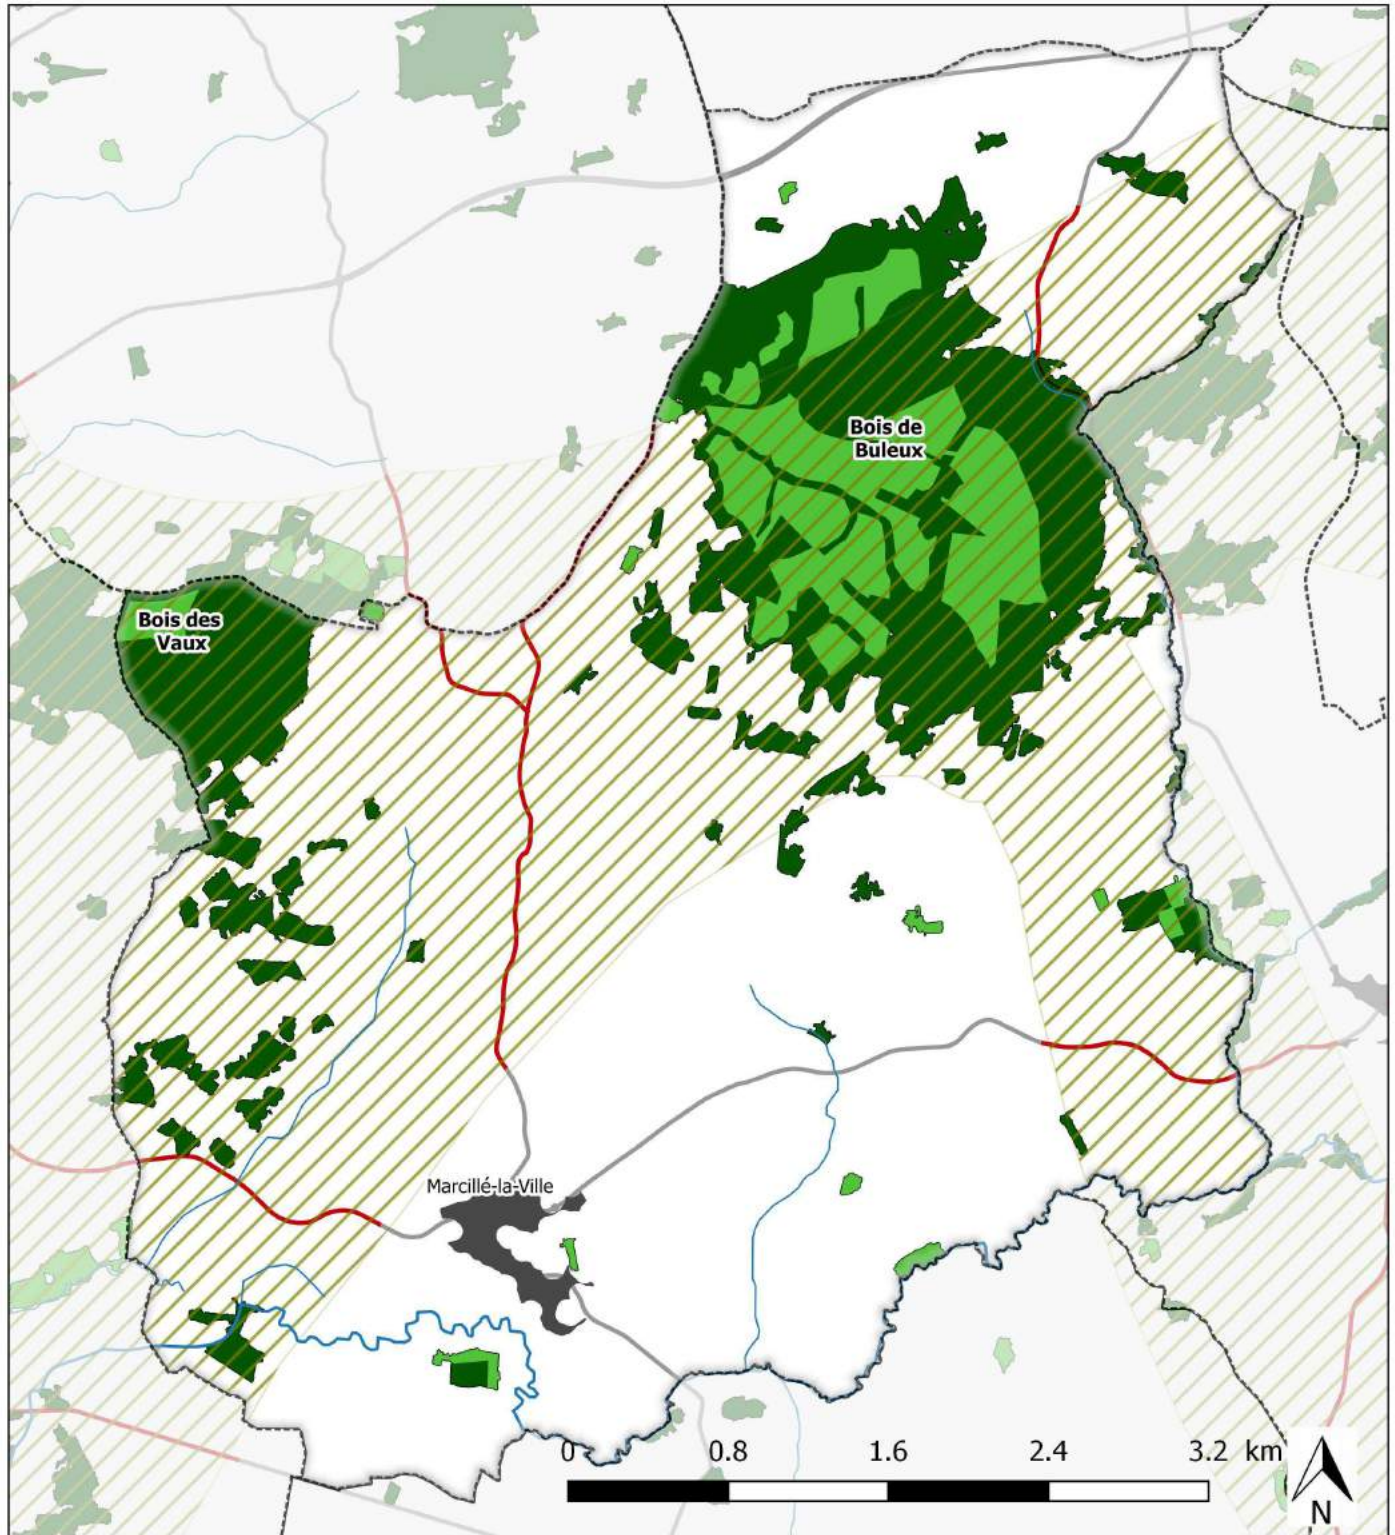 Bois de
Buleux
Bois des
Vaux
Marcillé-la-Ville
0 0.8 1.6 2.4 3.2 km
N